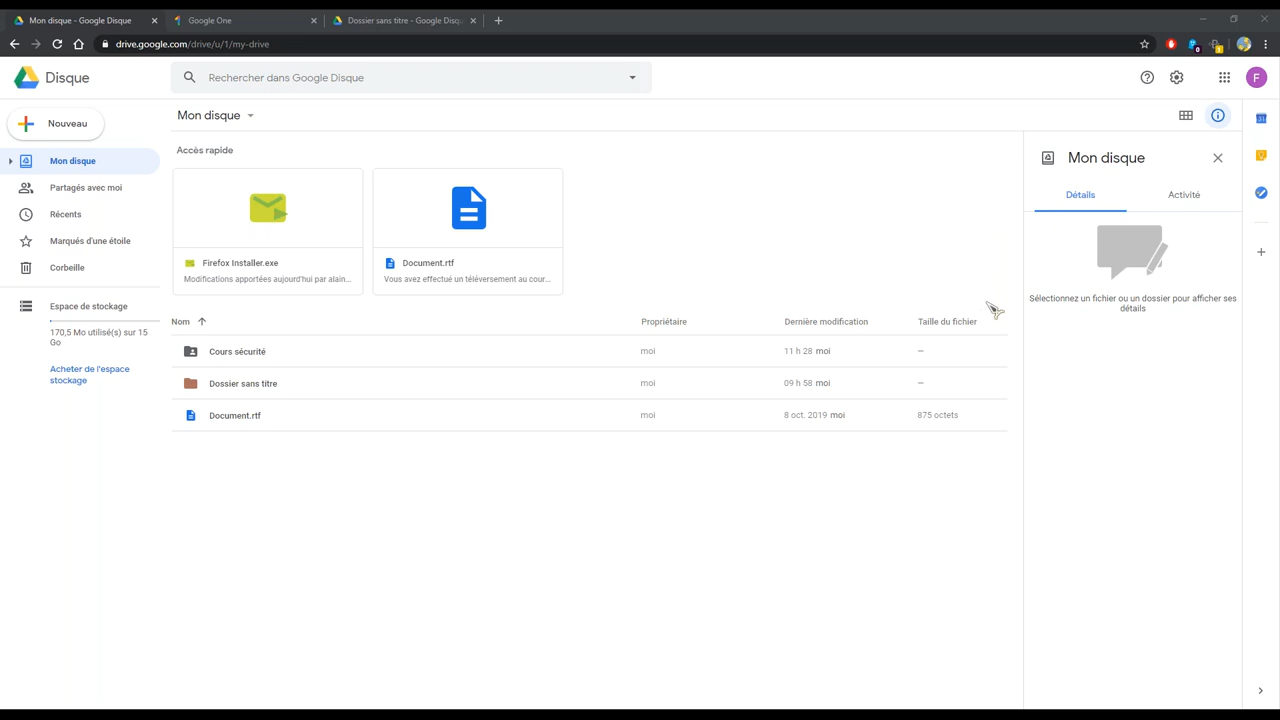 Mon disque - Google Disque
Google One
Dossier sans titre - Google Disqu
drive.google.com/drive/u/1/my-drive
Disque
Rechercher dans Google Disque
F
Nouveau
Mon disque
Mon disque
Partagés avec moi
Récents
Marqués d'une étoile
Corbeille
Espace de stockage
170,5 Mo utilisé(s) sur 15
Go
Acheter de l'espace
stockage
Accès rapide
Firefox Installer.exe
Modifications apportées aujourd'hui par alain...
Document.rtf
Vous avez effectué un téléversement au cour...
Nom Propriétaire Dernière modification Taille du fichier
Cours sécurité moi 11 h 28 moi —
Dossier sans titre moi 09 h 58 moi —
Document.rtf moi 8 oct. 2019 moi 875 octets
Mon disque
Détails Activité
Sélectionnez un fichier ou un dossier pour afficher ses
détails